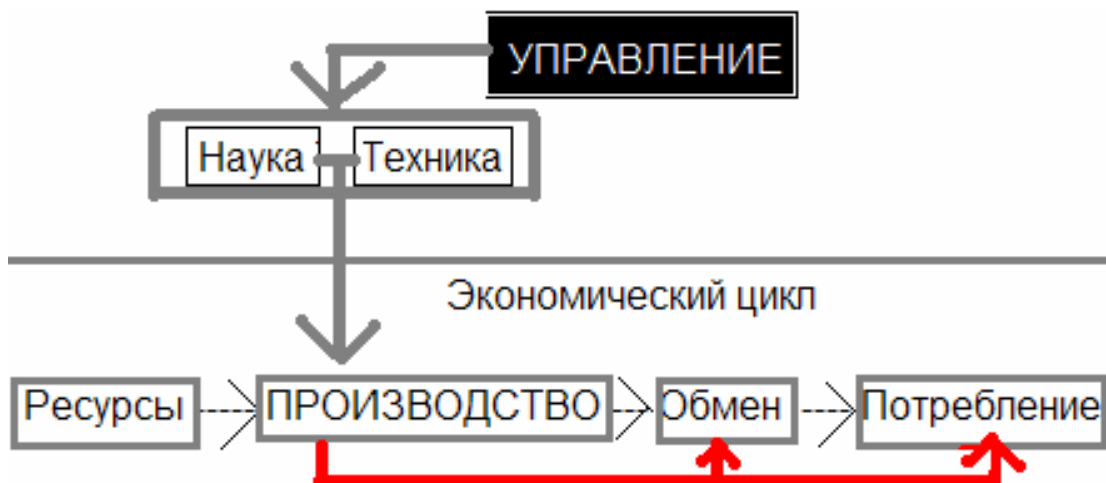 УПРАВЛЕНИЕ
Наука Техника
Экономический цикл
Ресурсы ПРОИЗВОДСТВО Обмен Потребление